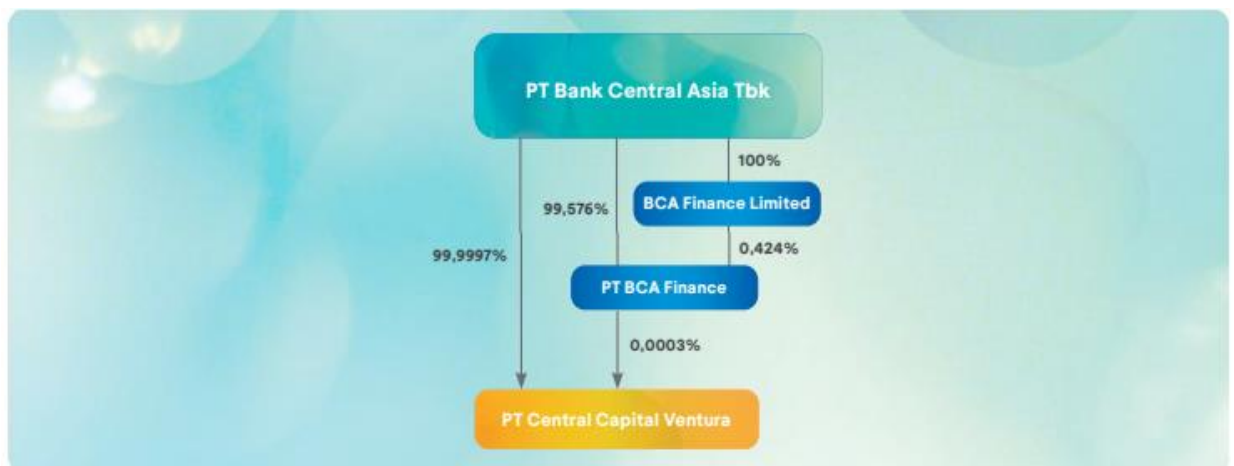 PT Bank Central Asia Tbk
100%
BCA Finance Limited
99,576%
0,424%
99,9997%
PT BCA Finance
0,0003%
PT Central Capital Ventura